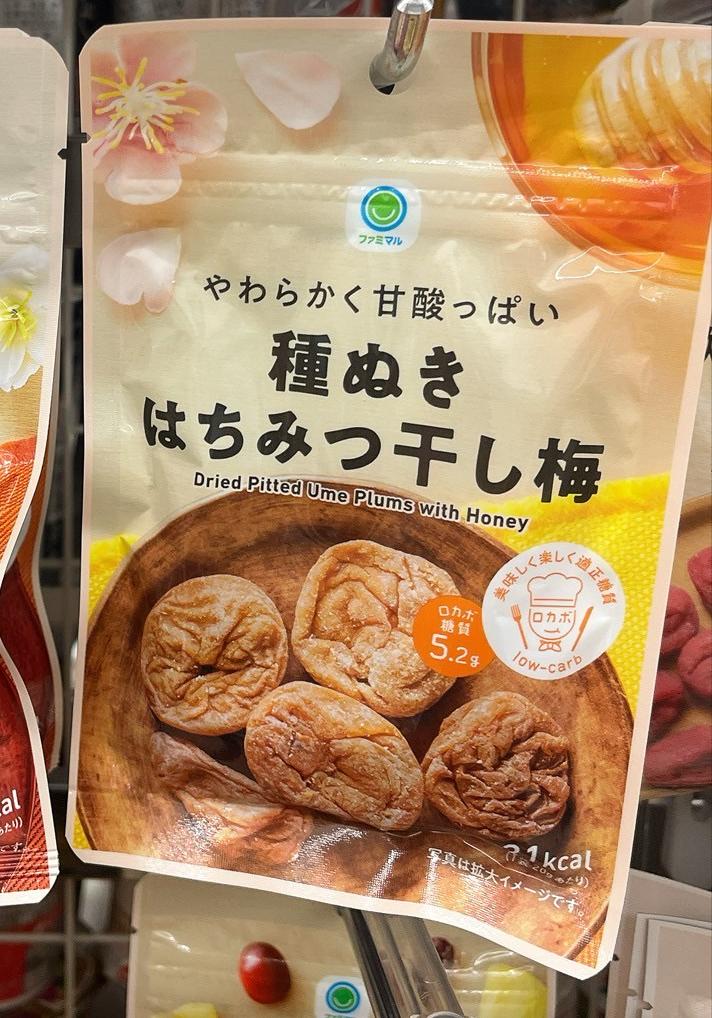 ファミマル
やわらかく甘酸っぱい
種ぬき
はちみつ干し梅
Dried Pitted Ume Plums with Honey
ロカボ
糖質
5.2g
美味しく楽しく適正糖質
ロカボ
low-carb
31kcal
写真は拡大イメージです。